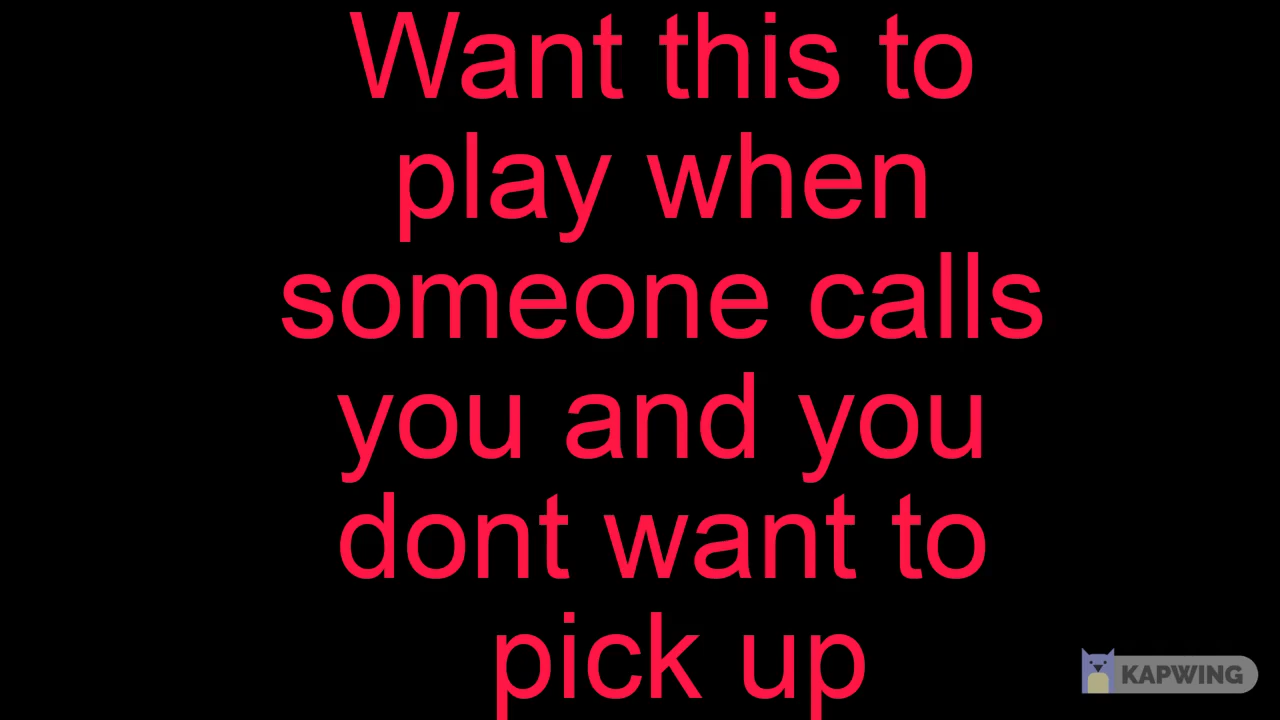 Want this to
play when
someone calls
you and you
dont want to
pick up
KAPWING